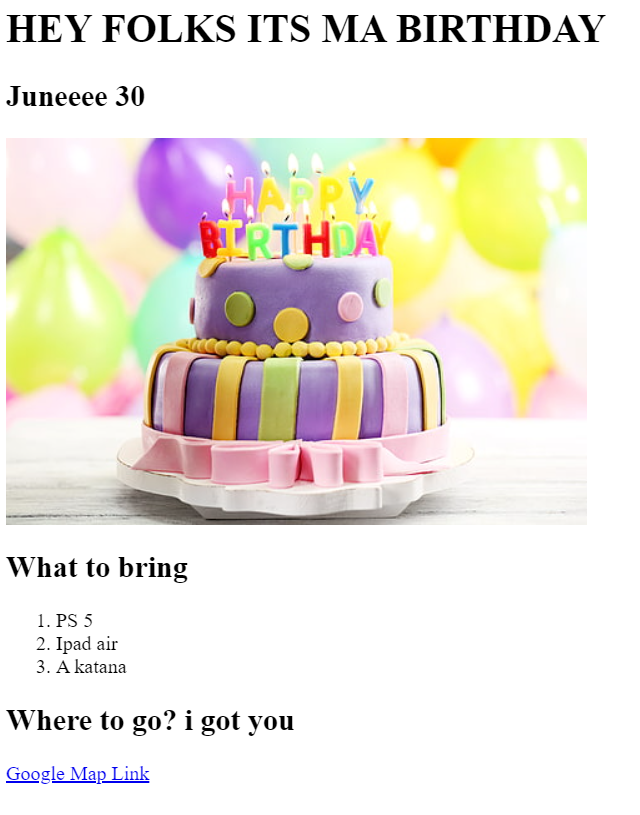 HEY FOLKS ITS MA BIRTHDAY
Juneeee 30
HAPPY
BIRTHDAY
What to bring
1. PS 5
2. Ipad air
3. A katana
Where to go? i got you
Google Map Link